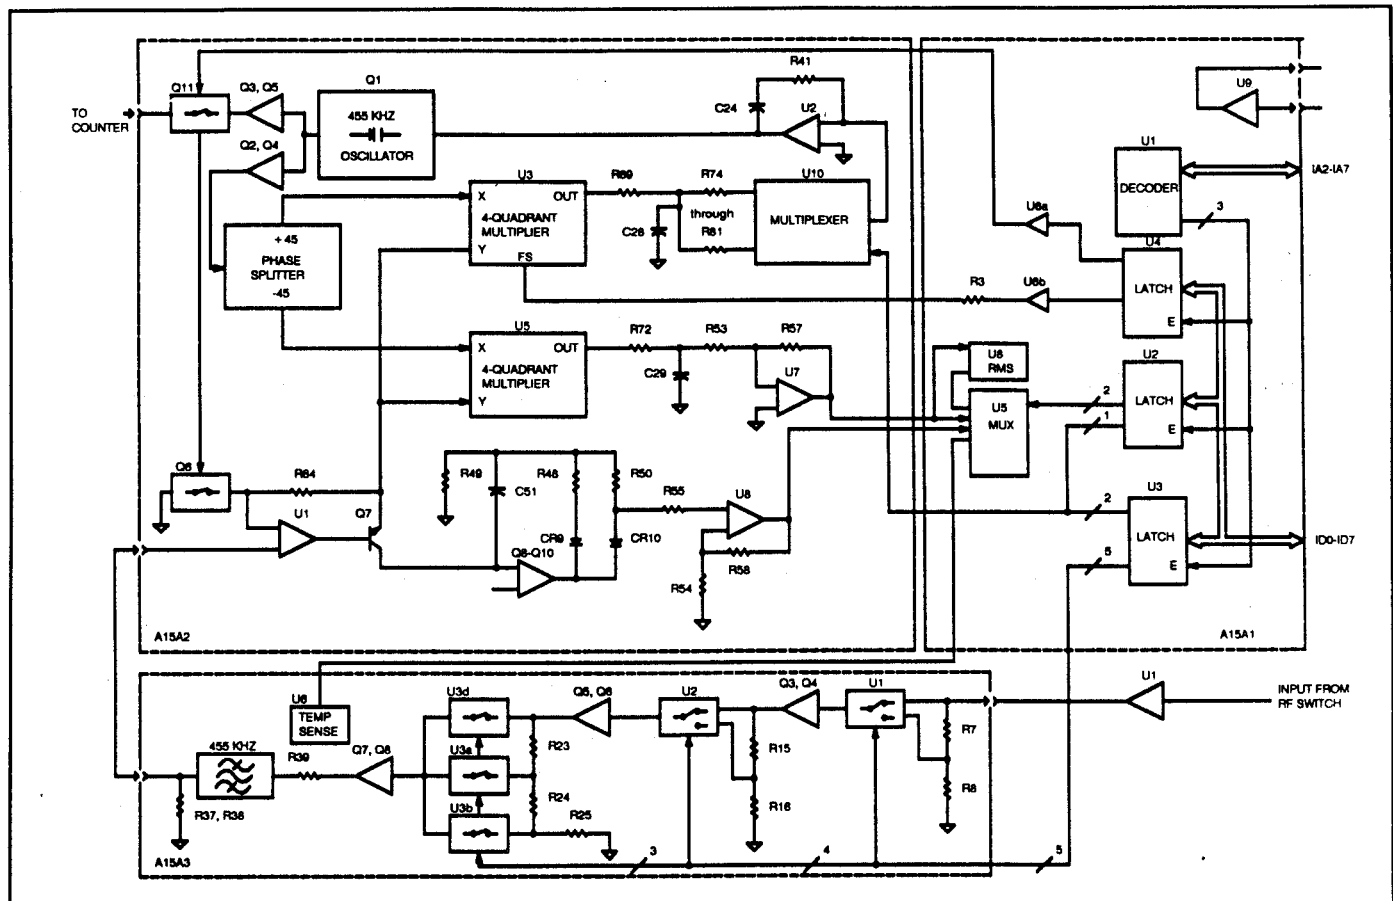 TO
COUNTER
Q11
Q3, Q5
Q1
455 KHZ
OSCILLATOR
Q2, Q4
R41
C24
U2
+45
PHASE
SPLITTER
-45
U3
X
OUT
4-QUADRANT
MULTIPLIER
Y
FS
R69
R74
through
C28
R81
U10
MULTIPLEXER
U5
X
OUT
4-QUADRANT
MULTIPLIER
Y
R72
R53
R57
C29
U7
Q6
R64
U1
Q7
R49
C51
R48
R50
CR9
CR10
Q8-Q10
R55
U8
R58
R54
A15A2
U9
U1
DECODER
IA2-IA7
3
U6a
U4
LATCH
E
R3
U6b
U8
RMS
U5
MUX
2
1
U2
LATCH
E
U3
2
LATCH
5
E
ID0-ID7
A15A1
U6
TEMP
SENSE
U3d
Q5, Q6
U2
Q3, Q4
U1
U1
INPUT FROM
RF SWITCH
R7
455 KHZ
R39
Q7, Q8
U3a
R23
R15
R8
R37, R38
U3b
R24
R25
R16
A15A3
3
4
5